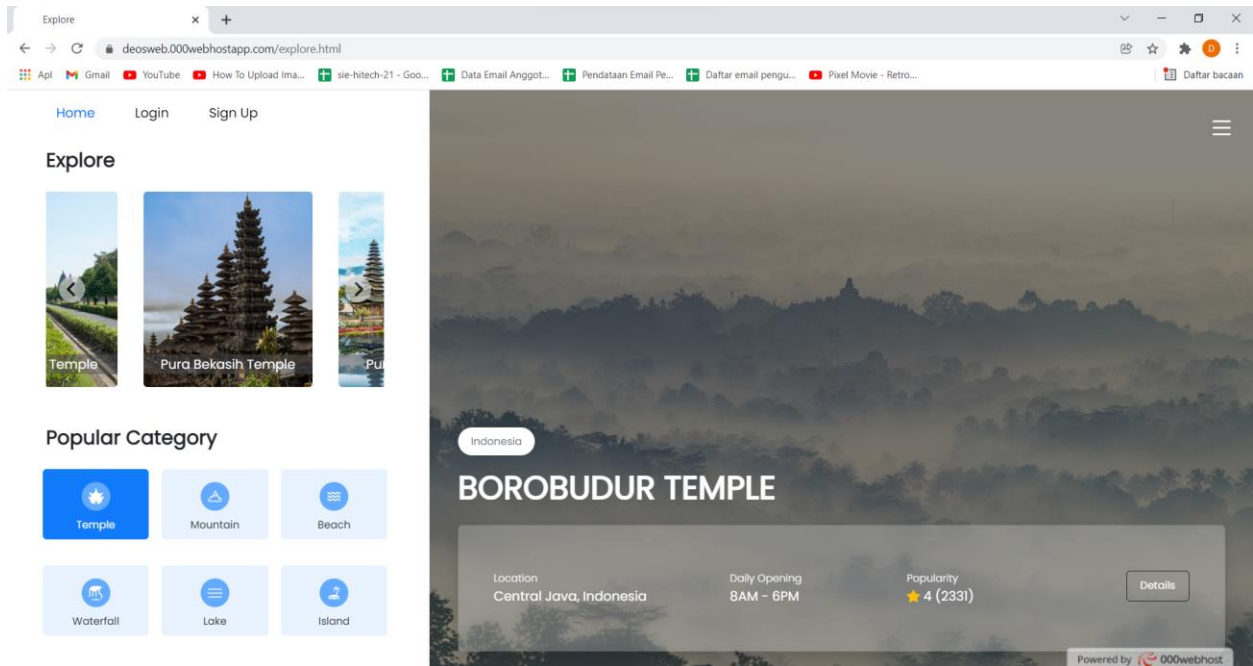 Explore
deosweb.000webhostapp.com/explore.html
D
Apl Gmail YouTube How To Upload Ima... sie-hitech-21 - Goo... Data Email Anggot... Pendataan Email Pe... Daftar email pengu... Pixel Movie - Retro... Daftar bacaan
Home Login Sign Up
Explore
Temple Pura Bekasih Temple Pu
Popular Category
Temple Mountain Beach
Waterfall Lake Island
Indonesia
BOROBUDUR TEMPLE
Location Daily Opening Popularity
Central Java, Indonesia 8AM - 6PM 4 (2331) Details
Powered by 000webhost